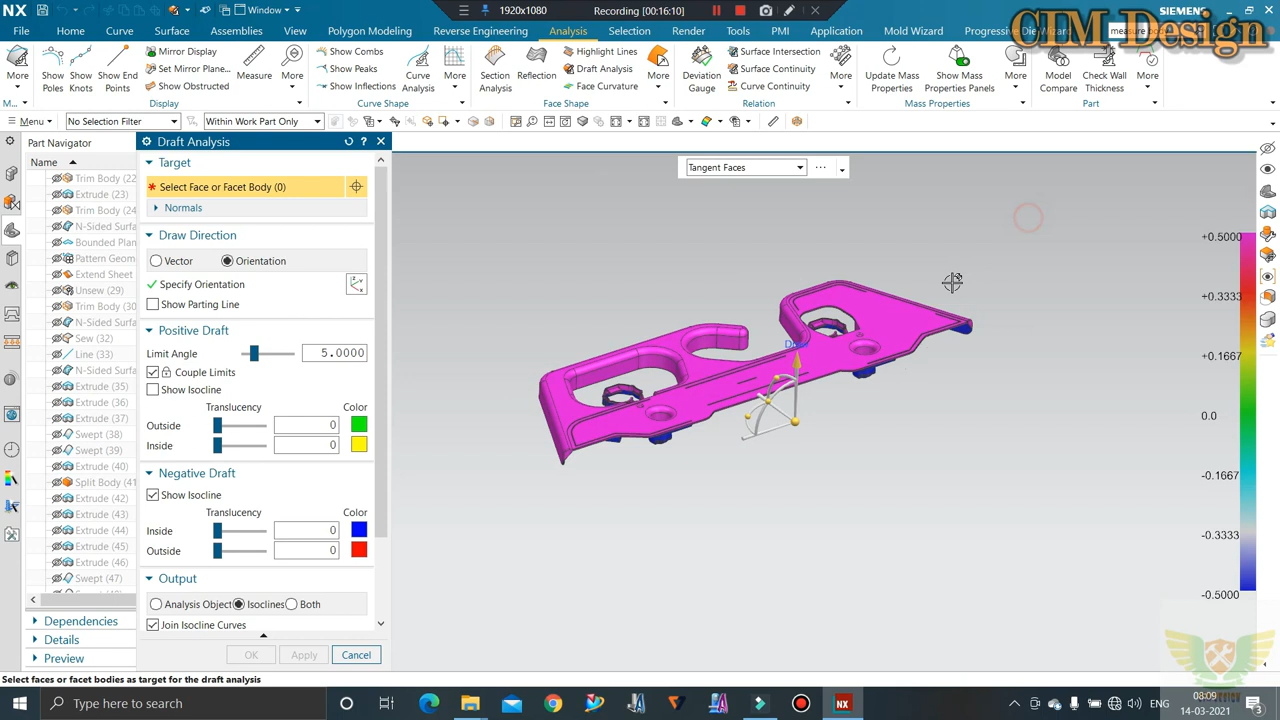 NX
Window
1920x1080
Recording [00:16:10]
SIEMENS
CIM Design
File
Home
Curve
Surface
Assemblies
View
Polygon Modeling
Reverse Engineering
Analysis
Selection
Render
Tools
PMI
Application
Mold Wizard
Progressive Die Wizard
measure body
More
Show Poles
Show Knots
Show End Points
Mirror Display
Set Mirror Plane...
Show Obstructed
Measure
More
Show Combs
Show Peaks
Show Inflections
Curve Analysis
More
Section Analysis
Reflection
Highlight Lines
Draft Analysis
Face Curvature
More
Deviation Gauge
Surface Intersection
Surface Continuity
Curve Continuity
More
Update Mass Properties
Show Mass Properties Panels
More
Model Compare
Check Wall Thickness
More
M...
Display
Curve Shape
Face Shape
Relation
Mass Properties
Part
Menu
No Selection Filter
Within Work Part Only
Part Navigator
Name
Trim Body (22
Extrude (23)
Trim Body (24
N-Sided Surfa
Bounded Plan
Pattern Geom
Extend Sheet
Unsew (29)
Trim Body (30
N-Sided Surfa
Sew (32)
Line (33)
N-Sided Surfa
Extrude (35)
Extrude (36)
Extrude (37)
Swept (38)
Swept (39)
Extrude (40)
Split Body (41
Extrude (42)
Extrude (43)
Extrude (44)
Extrude (45)
Extrude (46)
Swept (47)
Dependencies
Details
Preview
Draft Analysis
Target
* Select Face or Facet Body (0)
Normals
Draw Direction
Vector
Orientation
Specify Orientation
Show Parting Line
Positive Draft
Limit Angle
5.0000
Couple Limits
Show Isocline
Translucency
Color
Outside
0
Inside
0
Negative Draft
Show Isocline
Translucency
Color
Inside
0
Outside
0
Output
Analysis Object
Isoclines
Both
Join Isocline Curves
OK
Apply
Cancel
Tangent Faces
+0.5000
+0.3333
+0.1667
0.0
-0.1667
-0.3333
-0.5000
Select faces or facet bodies as target for the draft analysis
Type here to search
NX
ENG
08:09
14-03-2021
3